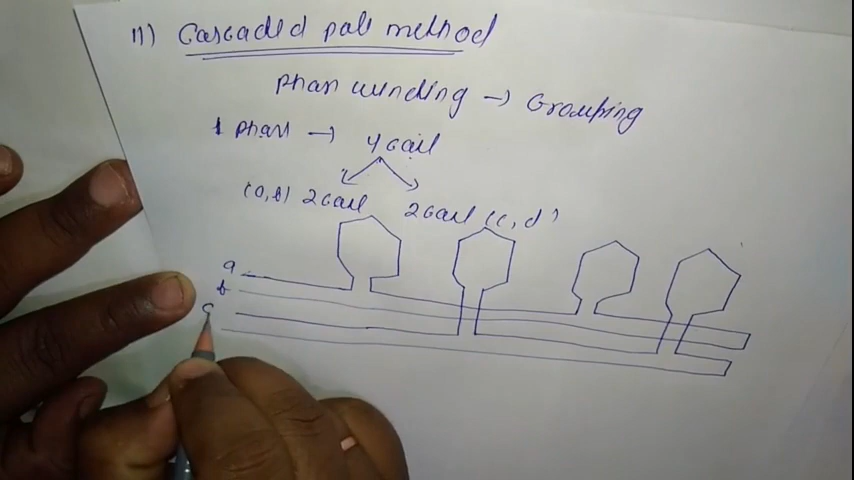 11) Cascaded pole method
phase winding → Grouping
1 phase → 4 Coil
(a,b) 2 Coil 2 Coil (c,d)
a
b
c